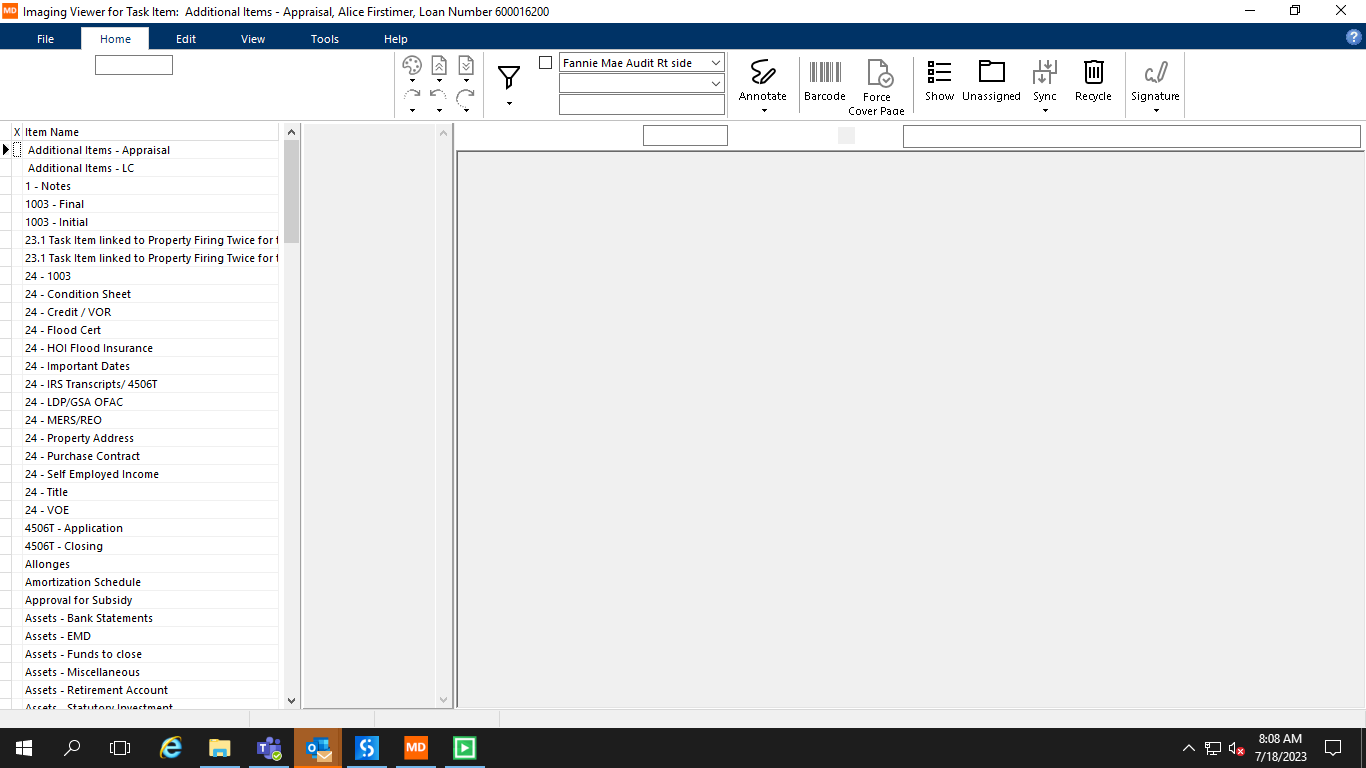 MD Imaging Viewer for Task Item:  Additional Items - Appraisal, Alice Firstimer, Loan Number 600016200
File Home Edit View Tools Help ?
Fannie Mae Audit Rt side
Annotate
Barcode
Force
Cover Page
Show
Unassigned
Sync
Recycle
Signature
X Item Name
Additional Items - Appraisal
Additional Items - LC
1 - Notes
1003 - Final
1003 - Initial
23.1 Task Item linked to Property Firing Twice for t
23.1 Task Item linked to Property Firing Twice for t
24 - 1003
24 - Condition Sheet
24 - Credit / VOR
24 - Flood Cert
24 - HOI Flood Insurance
24 - Important Dates
24 - IRS Transcripts/ 4506T
24 - LDP/GSA OFAC
24 - MERS/REO
24 - Property Address
24 - Purchase Contract
24 - Self Employed Income
24 - Title
24 - VOE
4506T - Application
4506T - Closing
Allonges
Amortization Schedule
Approval for Subsidy
Assets - Bank Statements
Assets - EMD
Assets - Funds to close
Assets - Miscellaneous
Assets - Retirement Account
Assets - Statutory Investment
MD
8:08 AM
7/18/2023